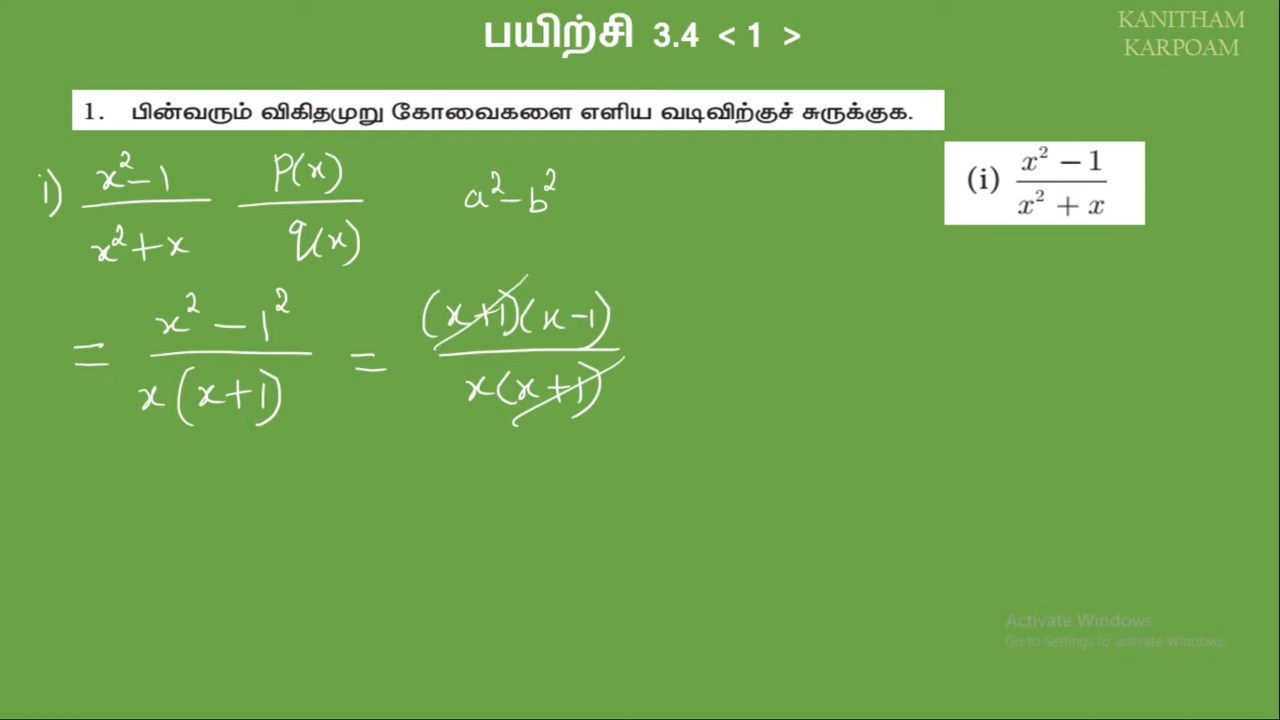 பயிற்சி 3.4 < 1 >
KANITHAM
KARPOAM
1. பின்வரும் விகிதமுறு கோவைகளை எளிய வடிவிற்குச் சுருக்குக.
(i) x² − 1 / x² + x
i) x² − 1 / x² + x   P(x) / q(x)   a² − b²
= x² − 1² / x(x+1) = (x+1)(x−1) / x(x+1)
Activate Windows
Go to Settings to activate Windows.